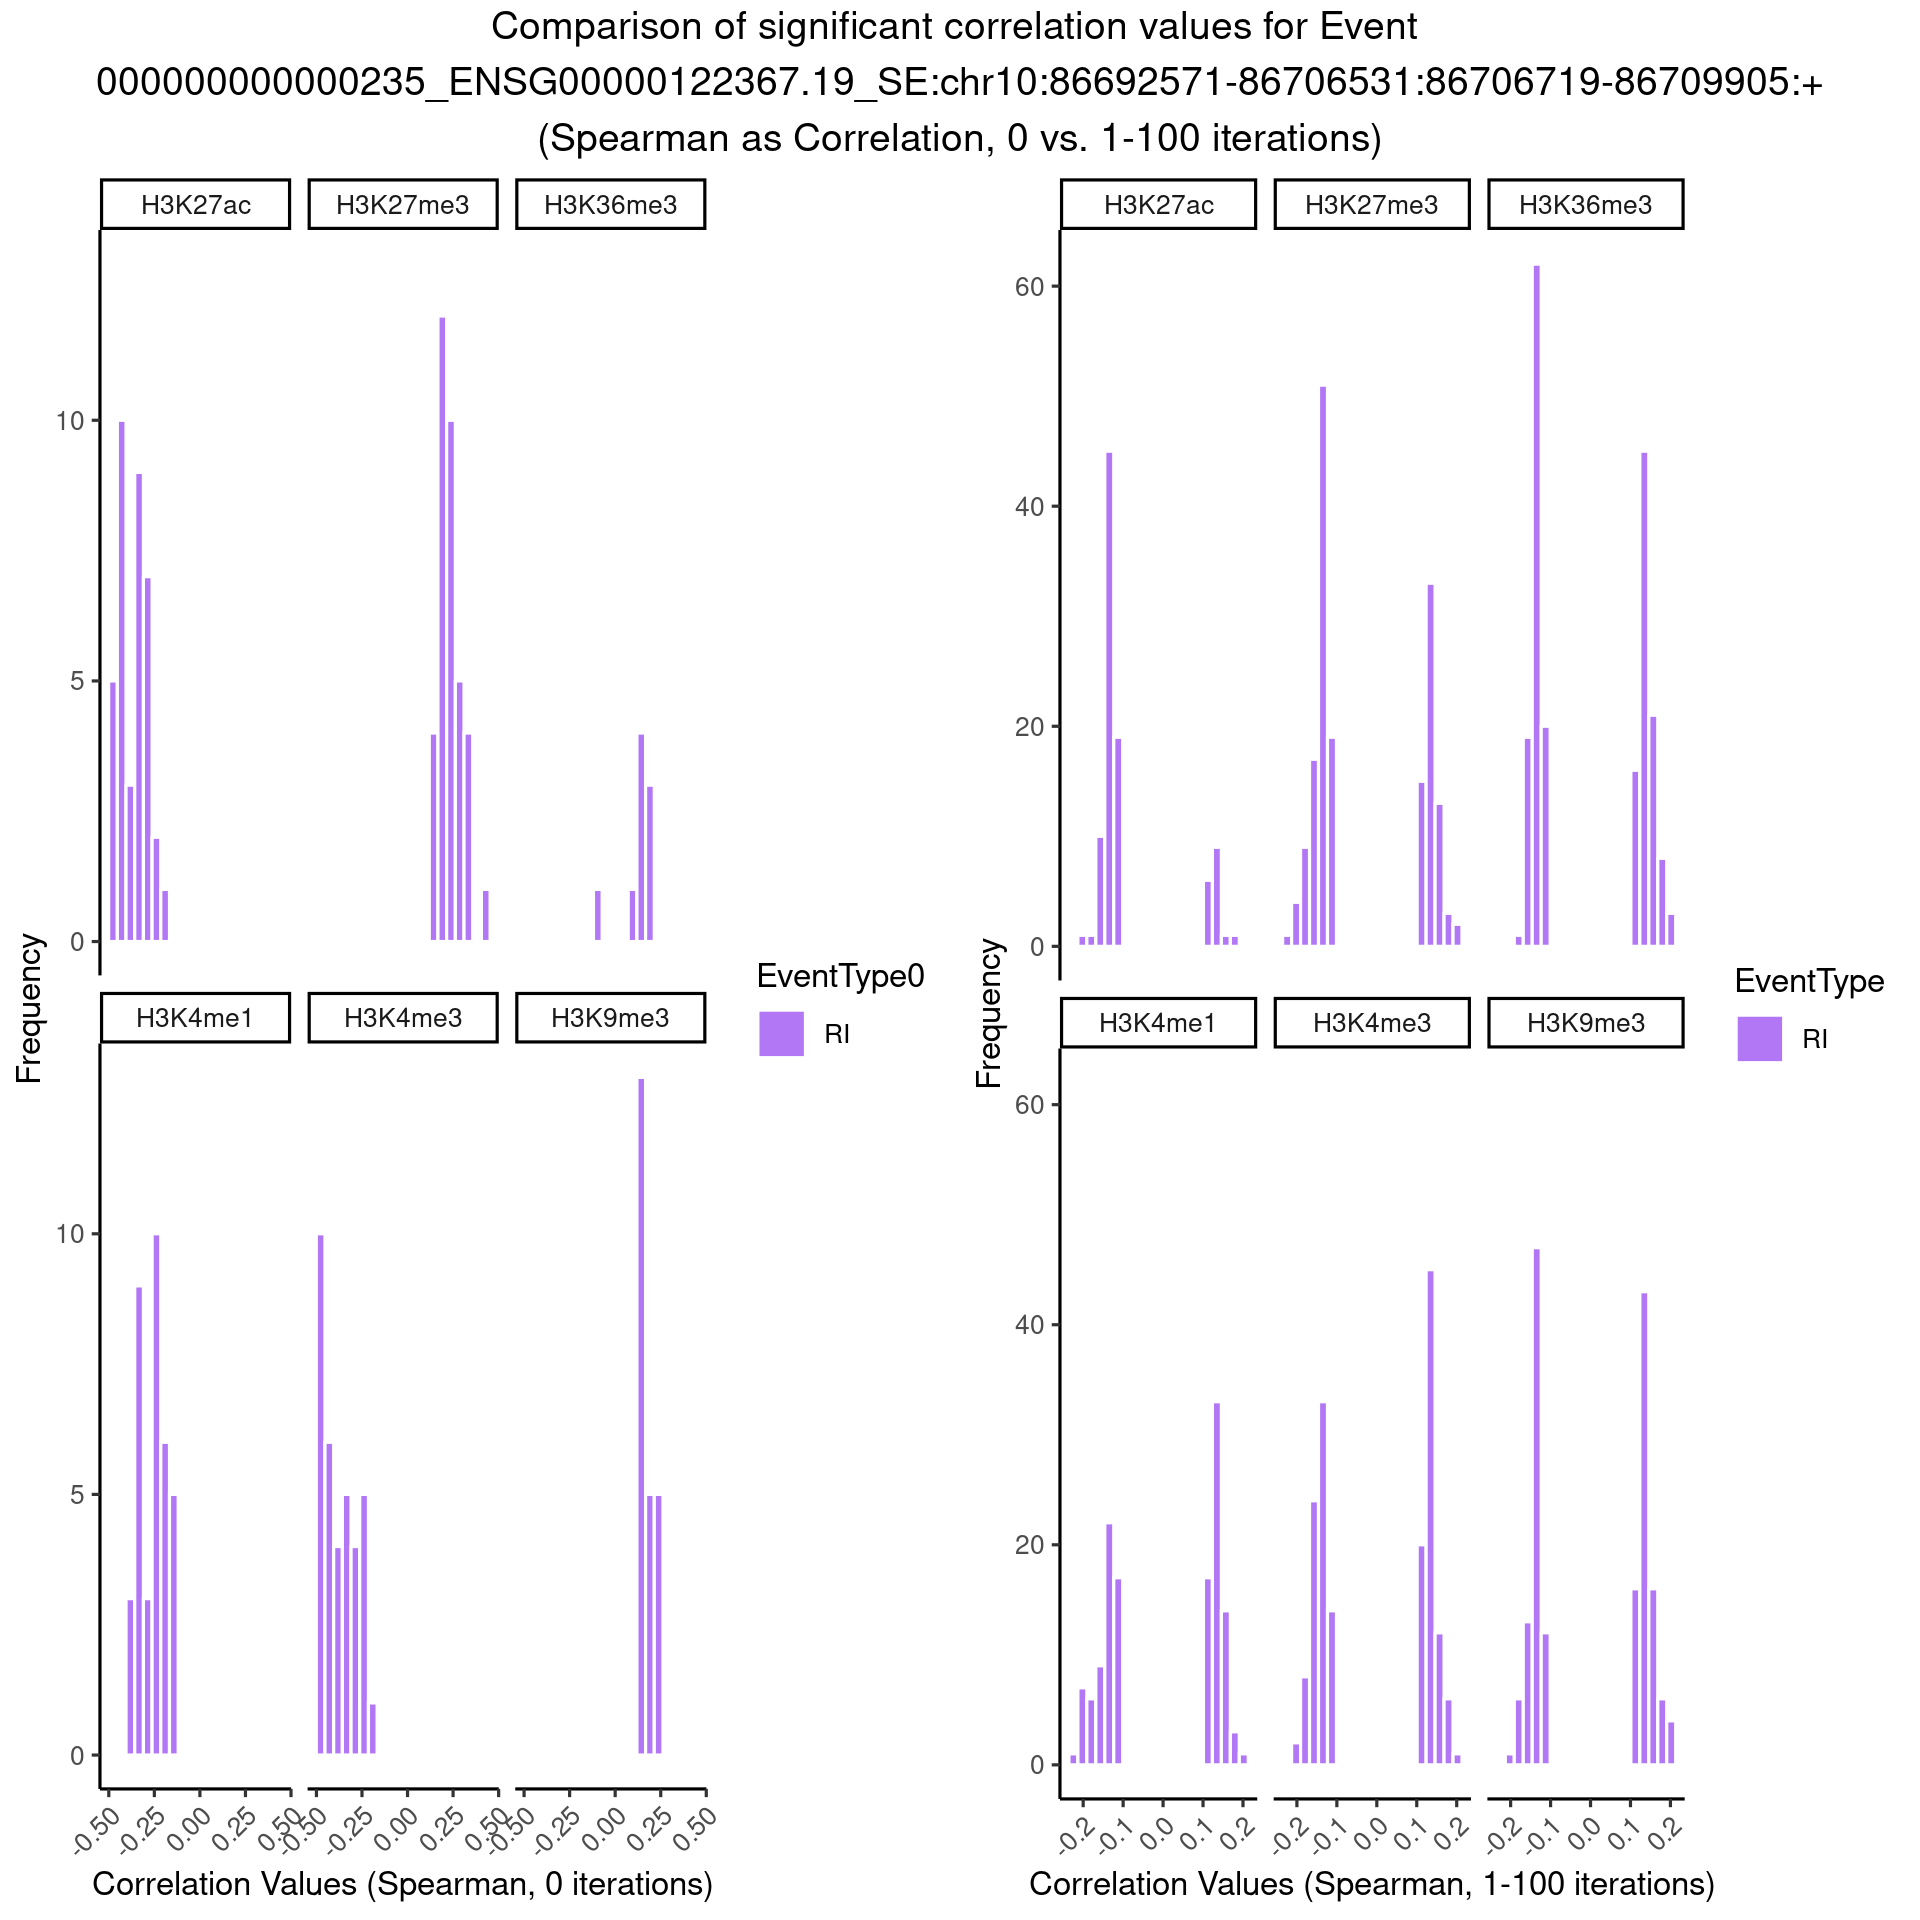 Comparison of significant correlation values for Event
000000000000235_ENSG00000122367.19_SE:chr10:86692571-86706531:86706719-86709905:+
(Spearman as Correlation, 0 vs. 1-100 iterations)
H3K27ac H3K27me3 H3K36me3
10
5
0
H3K4me1 H3K4me3 H3K9me3
10
5
0
-0.50 -0.25 0.00 0.25 0.50 -0.50 -0.25 0.00 0.25 0.50 -0.50 -0.25 0.00 0.25 0.50
Frequency
Correlation Values (Spearman, 0 iterations)
EventType0
RI
H3K27ac H3K27me3 H3K36me3
60
40
20
0
H3K4me1 H3K4me3 H3K9me3
60
40
20
0
-0.2 -0.1 0.0 0.1 0.2 -0.2 -0.1 0.0 0.1 0.2 -0.2 -0.1 0.0 0.1 0.2
Frequency
Correlation Values (Spearman, 1-100 iterations)
EventType
RI